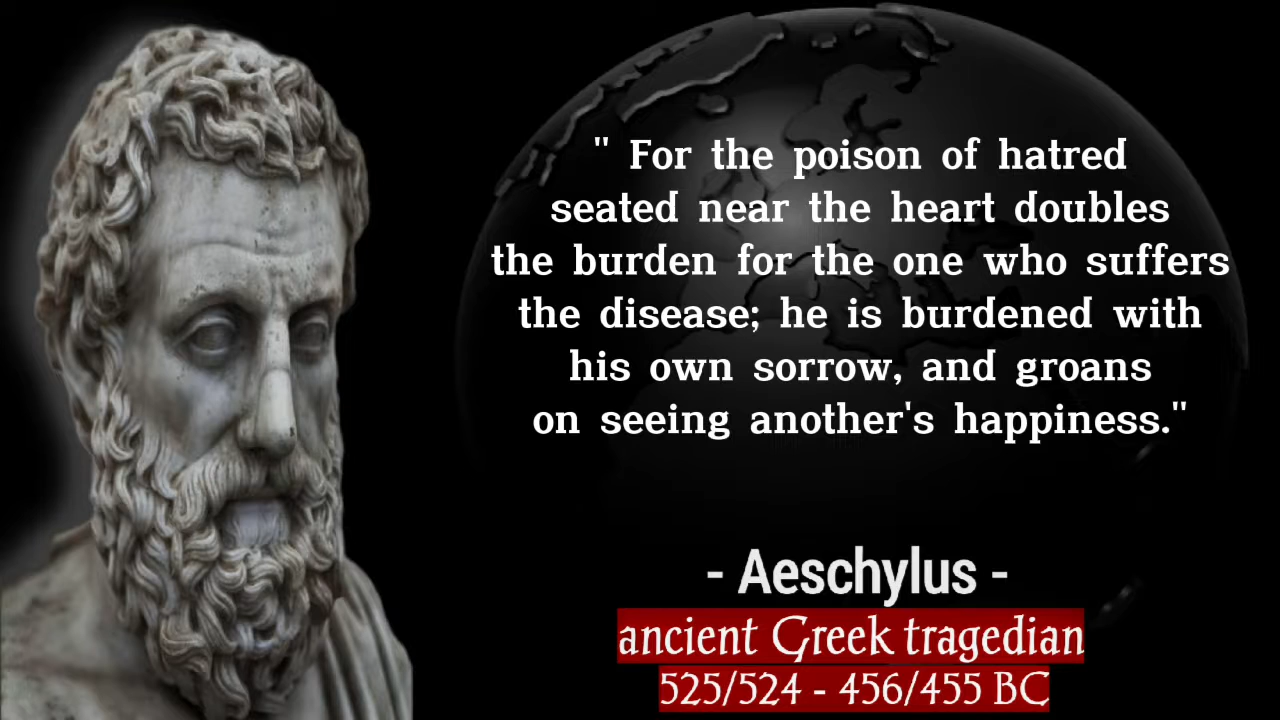 " For the poison of hatred
seated near the heart doubles
the burden for the one who suffers
the disease; he is burdened with
his own sorrow, and groans
on seeing another's happiness."
- Aeschylus -
ancient Greek tragedian
525/524 - 456/455 BC